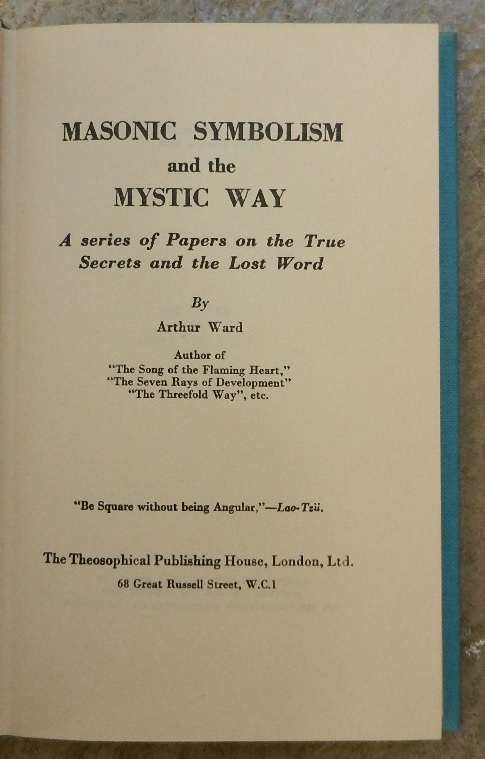 MASONIC SYMBOLISM
and the
MYSTIC WAY
A series of Papers on the True
Secrets and the Lost Word
By
Arthur Ward
Author of
"The Song of the Flaming Heart,"
"The Seven Rays of Development"
"The Threefold Way", etc.
"Be Square without being Angular,"—Lao-Tzü.
The Theosophical Publishing House, London, Ltd.
68 Great Russell Street, W.C.1